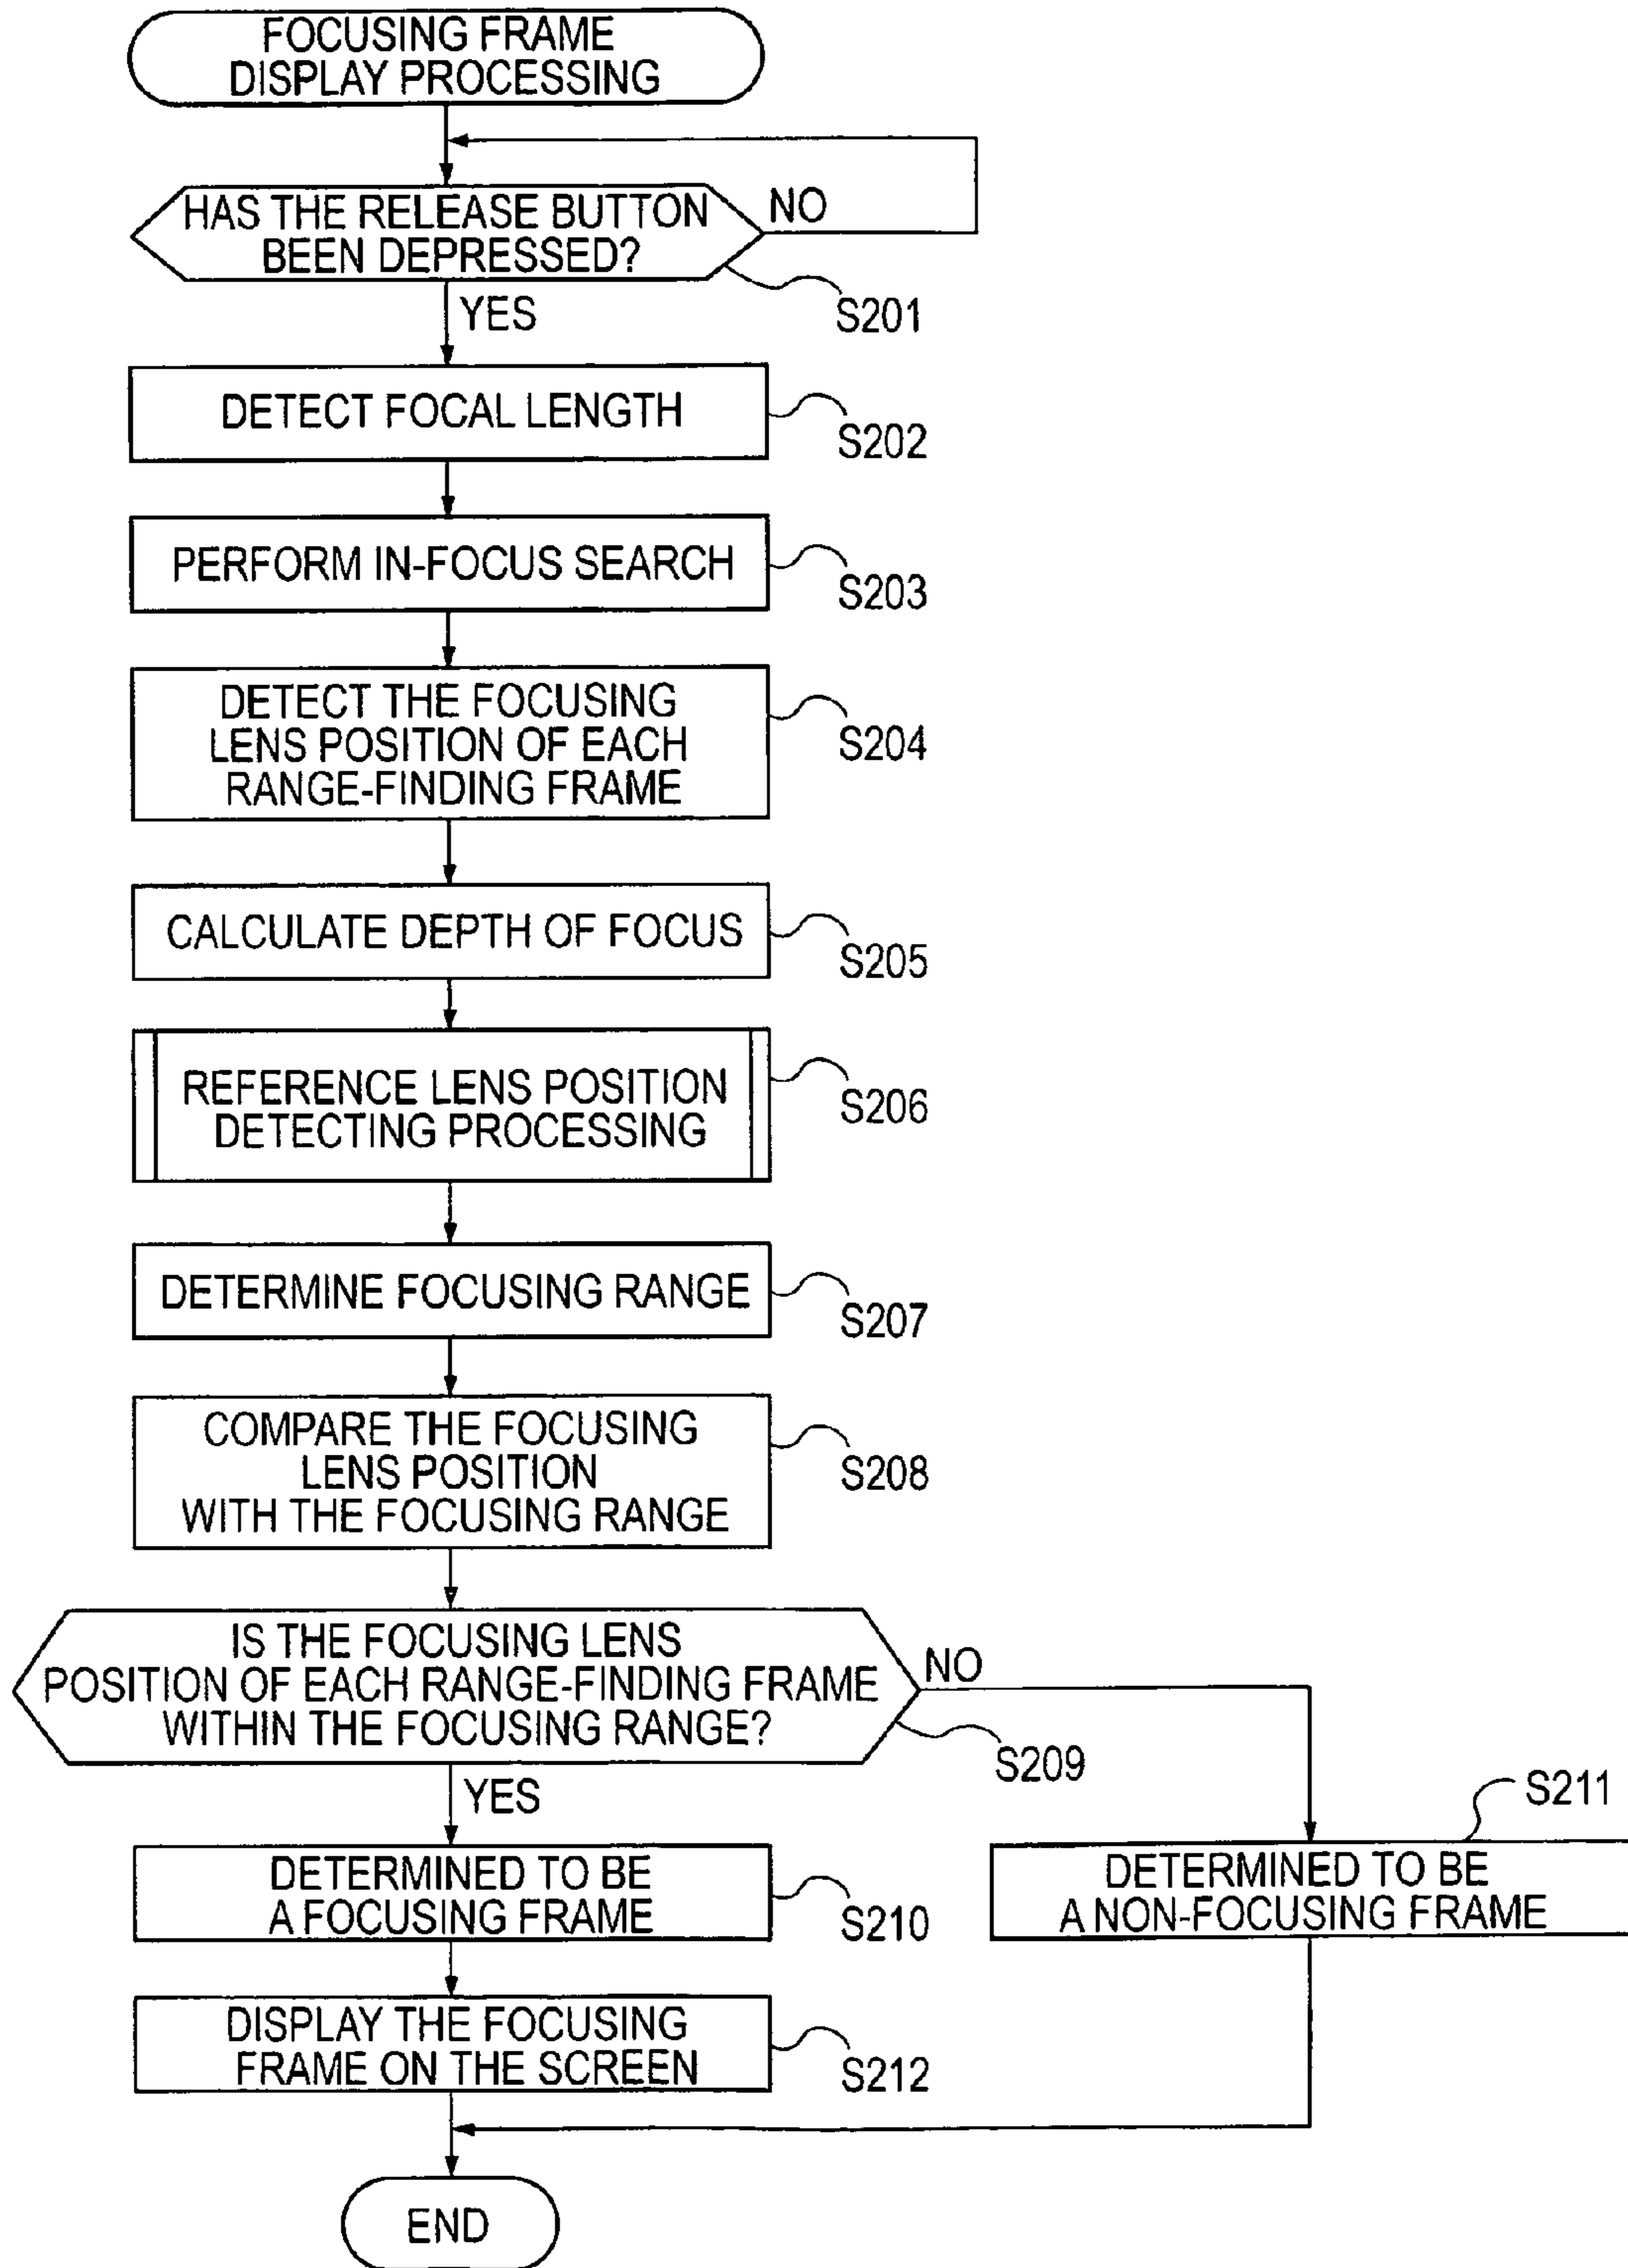 FOCUSING FRAME
DISPLAY PROCESSING
HAS THE RELEASE BUTTON
BEEN DEPRESSED?
NO
S201
YES
DETECT FOCAL LENGTH
S202
PERFORM IN-FOCUS SEARCH
S203
DETECT THE FOCUSING
LENS POSITION OF EACH
RANGE-FINDING FRAME
S204
CALCULATE DEPTH OF FOCUS
S205
REFERENCE LENS POSITION
DETECTING PROCESSING
S206
DETERMINE FOCUSING RANGE
S207
COMPARE THE FOCUSING
LENS POSITION
WITH THE FOCUSING RANGE
S208
IS THE FOCUSING LENS
POSITION OF EACH RANGE-FINDING FRAME
WITHIN THE FOCUSING RANGE?
NO
S209
YES
DETERMINED TO BE
A FOCUSING FRAME
S210
S211
DETERMINED TO BE
A NON-FOCUSING FRAME
DISPLAY THE FOCUSING
FRAME ON THE SCREEN
S212
END